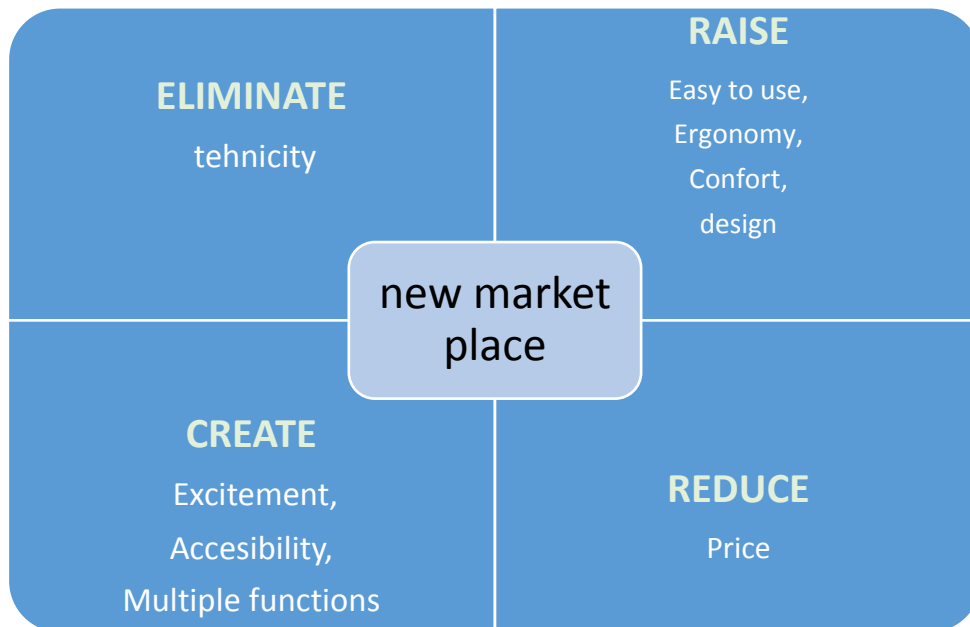 ELIMINATE
tehnicity
RAISE
Easy to use,
Ergonomy,
Confort,
design
new market
place
CREATE
Excitement,
Accesibility,
Multiple functions
REDUCE
Price